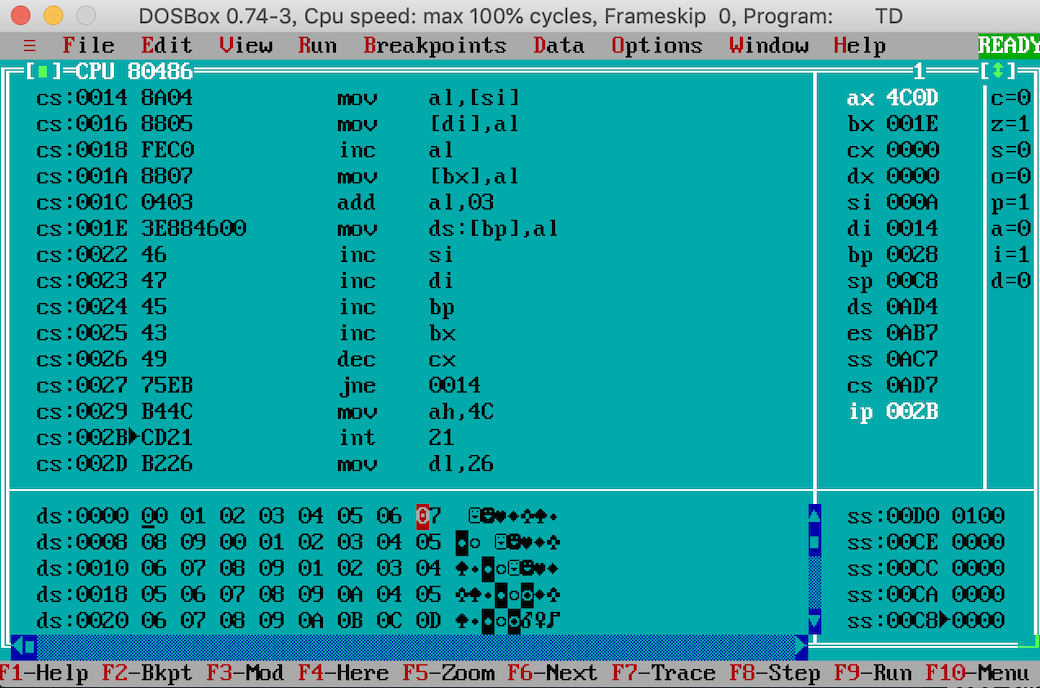 DOSBox 0.74-3, Cpu speed: max 100% cycles, Frameskip 0, Program: TD
≡ File Edit View Run Breakpoints Data Options Window Help READY
[■]=CPU 80486 1 [↕]
cs:0014 8A04 mov al,[si] ax 4C0D c=0
cs:0016 8805 mov [di],al bx 001E z=1
cs:0018 FEC0 inc al cx 0000 s=0
cs:001A 8807 mov [bx],al dx 0000 o=0
cs:001C 0403 add al,03 si 000A p=1
cs:001E 3E884600 mov ds:[bp],al di 0014 a=0
cs:0022 46 inc si bp 0028 i=1
cs:0023 47 inc di sp 00C8 d=0
cs:0024 45 inc bp ds 0AD4
cs:0025 43 inc bx es 0AB7
cs:0026 49 dec cx ss 0AC7
cs:0027 75EB jne 0014 cs 0AD7
cs:0029 B44C mov ah,4C ip 002B
cs:002B►CD21 int 21
cs:002D B226 mov dl,26
ds:0000 00 01 02 03 04 05 06 07 ☺☻♥♦♣♠• ss:00D0 0100
ds:0008 08 09 00 01 02 03 04 05 ◘○ ☺☻♥♦♣ ss:00CE 0000
ds:0010 06 07 08 09 01 02 03 04 ♠•◘○☺☻♥♦ ss:00CC 0000
ds:0018 05 06 07 08 09 0A 04 05 ♣♠•◘○◙♦♣ ss:00CA 0000
ds:0020 06 07 08 09 0A 0B 0C 0D ♠•◘○◙♂♀♪ ss:00C8►0000
F1-Help F2-Bkpt F3-Mod F4-Here F5-Zoom F6-Next F7-Trace F8-Step F9-Run F10-Menu